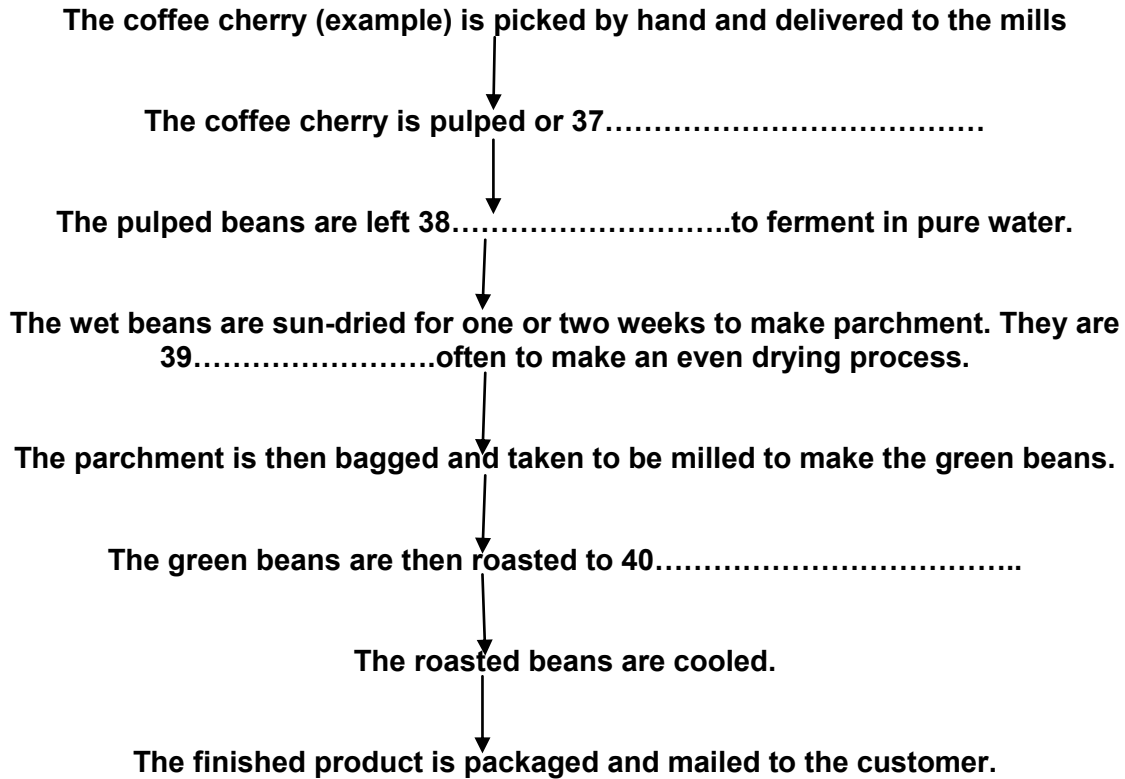 The coffee cherry (example) is picked by hand and delivered to the mills
The coffee cherry is pulped or 37……………………………………
The pulped beans are left 38…………………………..to ferment in pure water.
The wet beans are sun-dried for one or two weeks to make parchment. They are
39…………………….often to make an even drying process.
The parchment is then bagged and taken to be milled to make the green beans.
The green beans are then roasted to 40………………………………..
The roasted beans are cooled.
The finished product is packaged and mailed to the customer.